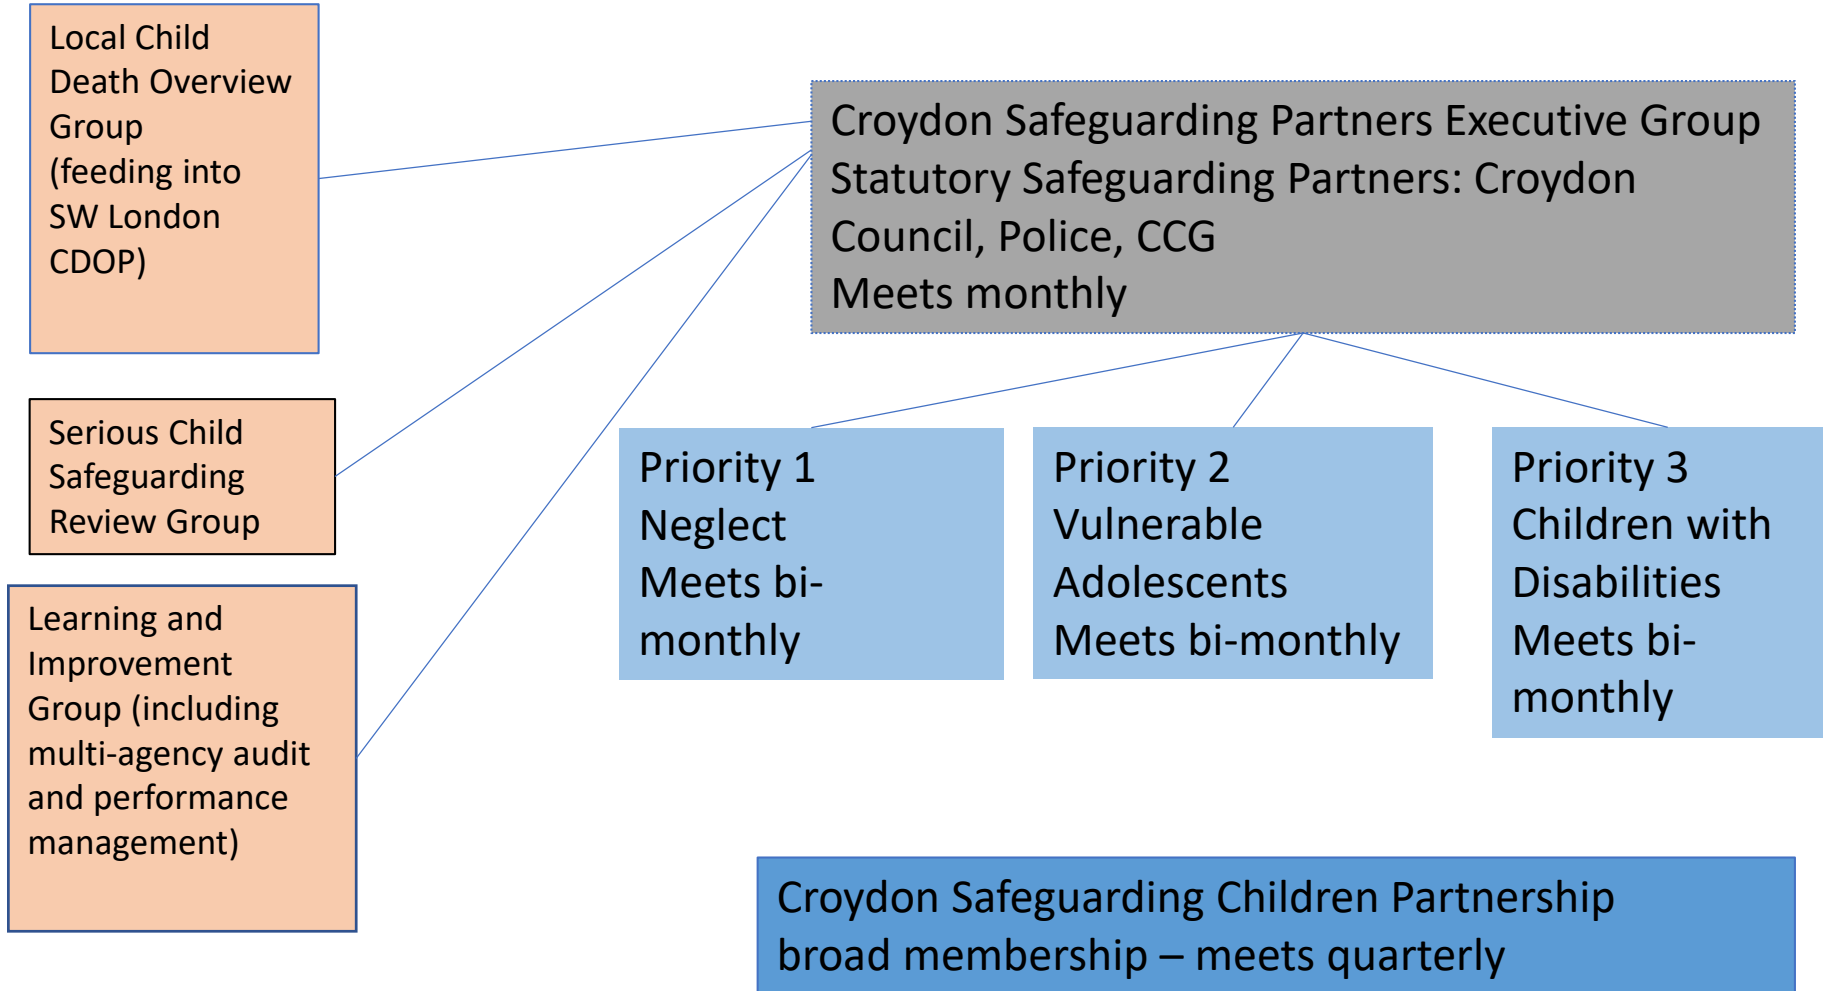 Local Child
Death Overview
Group
(feeding into
SW London
CDOP)
Croydon Safeguarding Partners Executive Group
Statutory Safeguarding Partners: Croydon
Council, Police, CCG
Meets monthly
Serious Child
Safeguarding
Review Group
Priority 1
Neglect
Meets bi-
monthly
Priority 2
Vulnerable
Adolescents
Meets bi-monthly
Priority 3
Children with
Disabilities
Meets bi-
monthly
Learning and
Improvement
Group (including
multi-agency audit
and performance
management)
Croydon Safeguarding Children Partnership
broad membership – meets quarterly